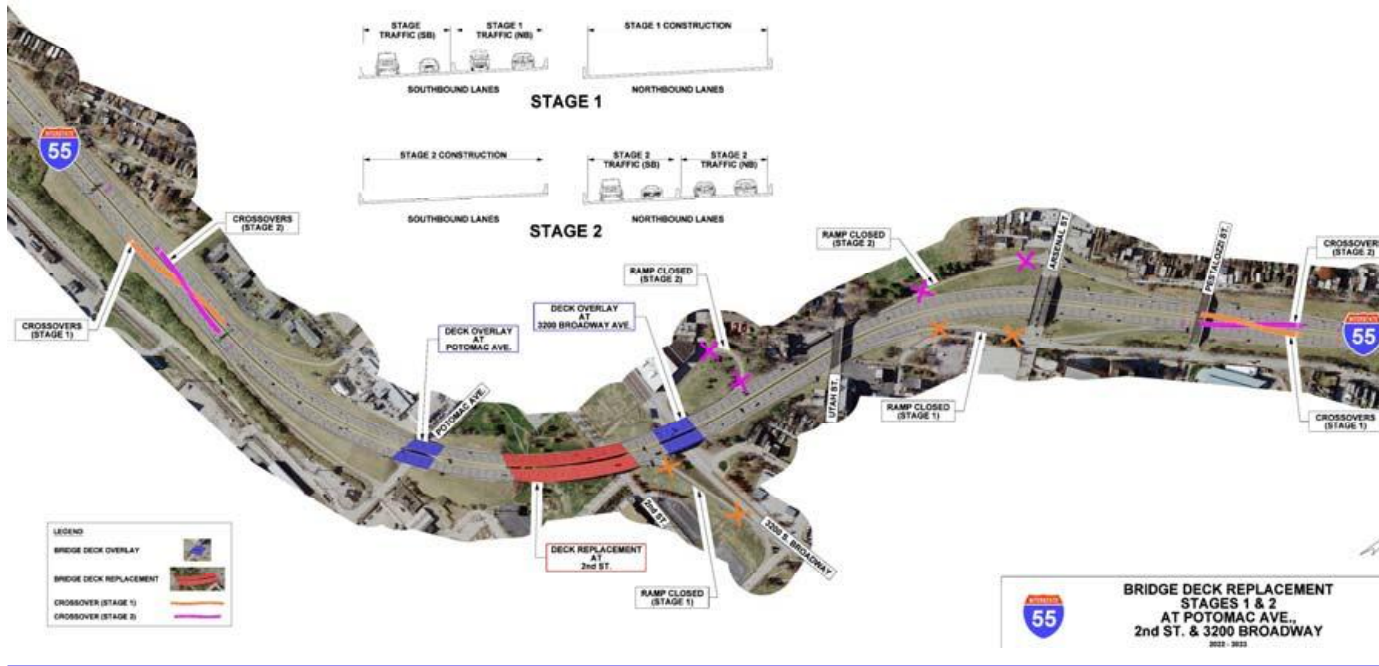 STAGE
TRAFFIC (SB)
STAGE 1
TRAFFIC (NB)
STAGE 1 CONSTRUCTION
SOUTHBOUND LANES
NORTHBOUND LANES
STAGE 1
STAGE 2 CONSTRUCTION
STAGE 2
TRAFFIC (SB)
STAGE 2
TRAFFIC (NB)
SOUTHBOUND LANES
NORTHBOUND LANES
STAGE 2
INTERSTATE
55
CROSSOVERS
(STAGE 2)
CROSSOVERS
(STAGE 1)
DECK OVERLAY
AT
POTOMAC AVE.
POTOMAC AVE.
DECK OVERLAY
AT
3200 BROADWAY AVE.
RAMP CLOSED
(STAGE 2)
RAMP CLOSED
(STAGE 2)
ARSENAL ST.
PESTALOZZI ST.
CROSSOVERS
(STAGE 2)
INTERSTATE
55
CROSSOVERS
(STAGE 1)
UTAH ST.
RAMP CLOSED
(STAGE 1)
2nd ST.
3200 S. BROADWAY
DECK REPLACEMENT
AT
2nd ST.
RAMP CLOSED
(STAGE 1)
LEGEND
BRIDGE DECK OVERLAY
BRIDGE DECK REPLACEMENT
CROSSOVER (STAGE 1)
CROSSOVER (STAGE 2)
INTERSTATE
55
BRIDGE DECK REPLACEMENT
STAGES 1 & 2
AT POTOMAC AVE.,
2nd ST. & 3200 BROADWAY
2022 - 2023